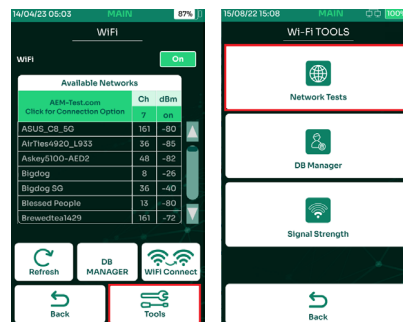 14/04/23 05:03 MAIN 87%
WiFi
WiFi On
Available Networks
AEM-Test.com
Click for Connection Option
Ch dBm
7 on
ASUS_C8_5G 161 -80
AirTies4920_L933 36 -85
Askey5100-AED2 48 -82
Bigdog 8 -26
Bigdog 5G 36 -40
Blessed People 13 -80
Brewedtea1429 161 -72
Refresh
DB
MANAGER
WiFi Connect
Back
Tools
15/08/22 15:08 MAIN 100%
Wi-Fi TOOLS
Network Tests
DB Manager
Signal Strength
Back